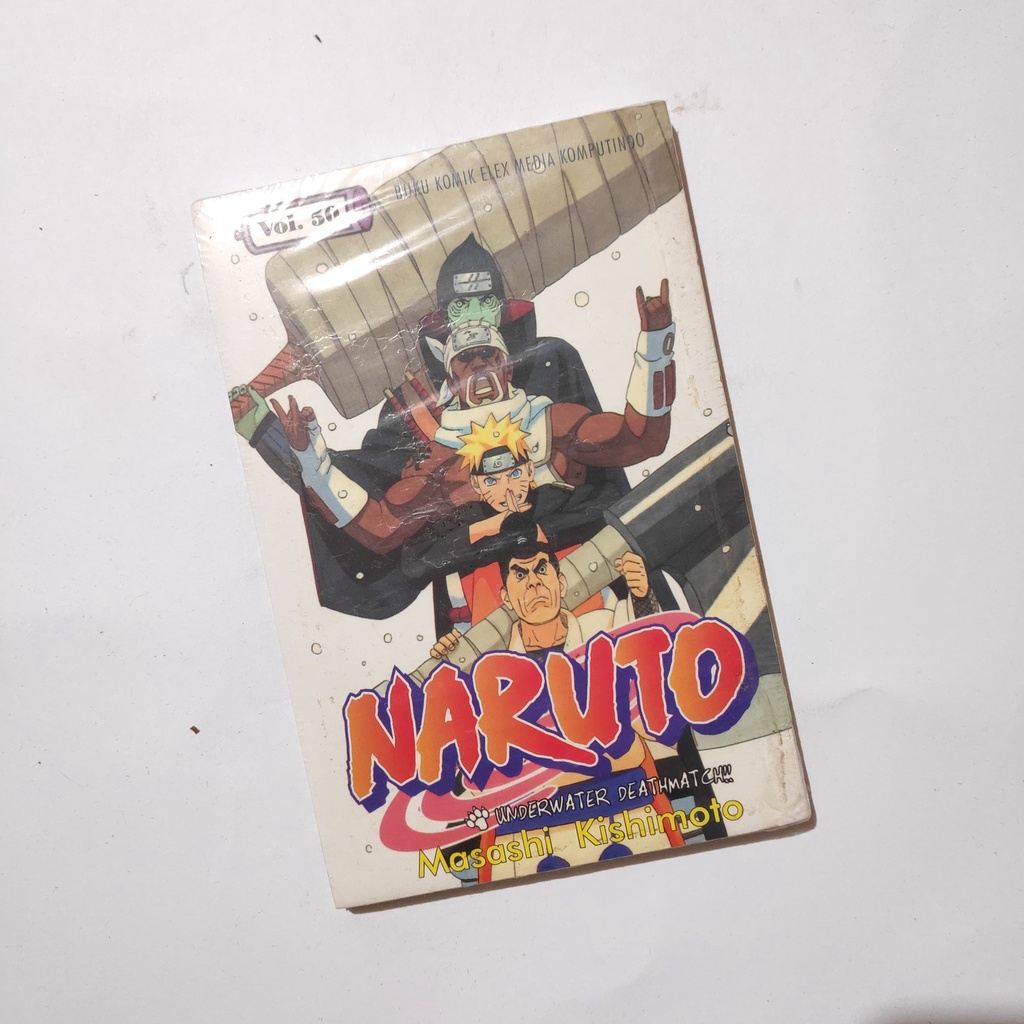 BUKU KOMIK ELEX MEDIA KOMPUTINDO
Vol. 50
NARUTO
UNDERWATER DEATHMATCH!!
Masashi Kishimoto